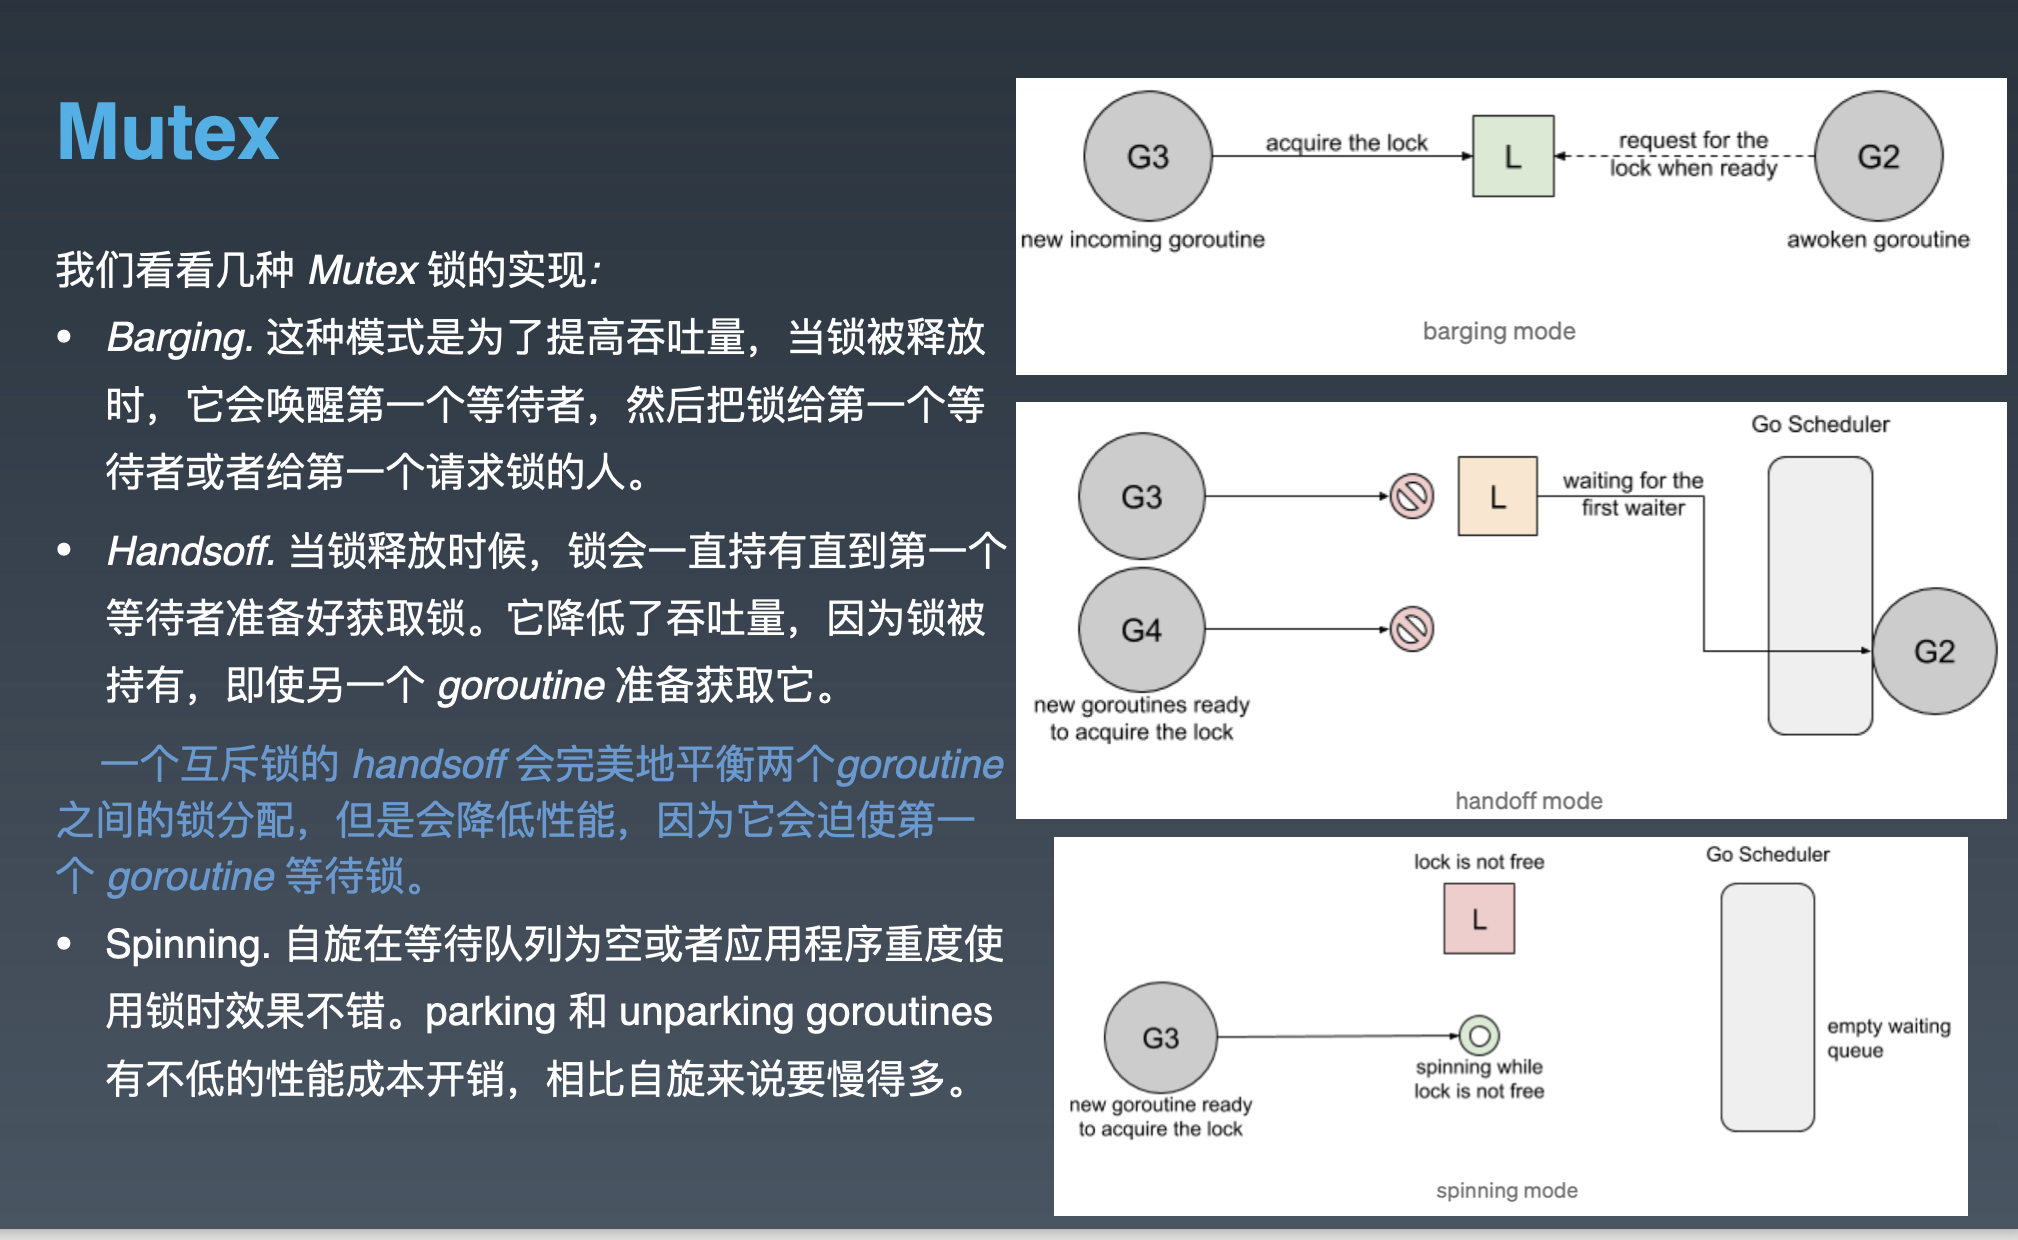 Mutex
我们看看几种 Mutex 锁的实现:
• Barging. 这种模式是为了提高吞吐量，当锁被释放
时，它会唤醒第一个等待者，然后把锁给第一个等
待者或者给第一个请求锁的人。
• Handsoff. 当锁释放时候，锁会一直持有直到第一个
等待者准备好获取锁。它降低了吞吐量，因为锁被
持有，即使另一个 goroutine 准备获取它。
一个互斥锁的 handsoff 会完美地平衡两个goroutine
之间的锁分配，但是会降低性能，因为它会迫使第一
个 goroutine 等待锁。
• Spinning. 自旋在等待队列为空或者应用程序重度使
用锁时效果不错。parking 和 unparking goroutines
有不低的性能成本开销，相比自旋来说要慢得多。
G3
acquire the lock
L
request for the
lock when ready
G2
new incoming goroutine
awoken goroutine
barging mode
Go Scheduler
G3
L
waiting for the
first waiter
G4
G2
new goroutines ready
to acquire the lock
handoff mode
lock is not free
Go Scheduler
L
G3
spinning while
lock is not free
empty waiting
queue
new goroutine ready
to acquire the lock
spinning mode